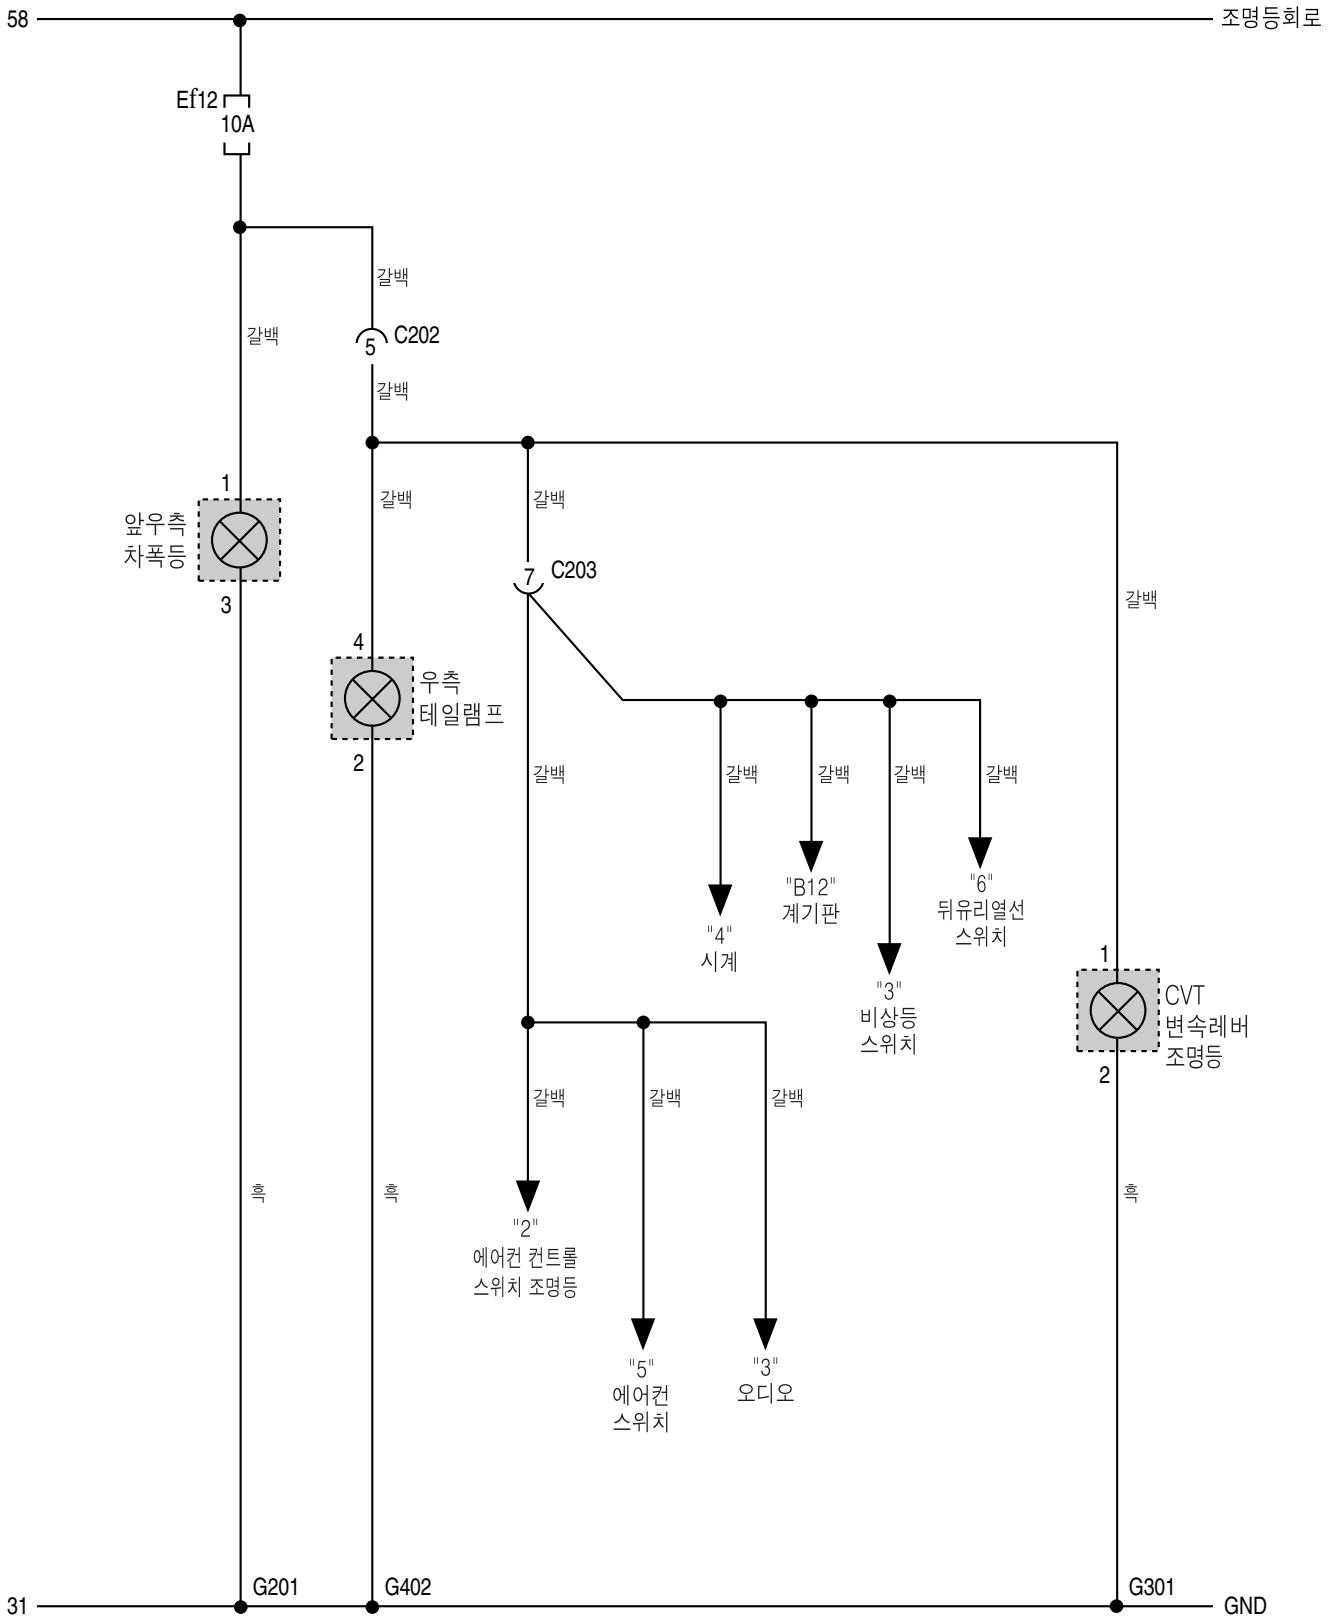 58
조명등회로
Ef12
10A
갈백
C202
5
갈백
갈백
1
갈백
갈백
앞우측
차폭등
C203
7
3
갈백
4
우측
테일램프
2
갈백
갈백
갈백
갈백
갈백
"B12"
계기판
"6"
뒤유리열선
스위치
"4"
시계
1
"3"
비상등
스위치
CVT
변속레버
조명등
2
갈백
갈백
갈백
흑
흑
흑
"2"
에어컨 컨트롤
스위치 조명등
"5"
에어컨
스위치
"3"
오디오
G201
G402
G301
31
GND